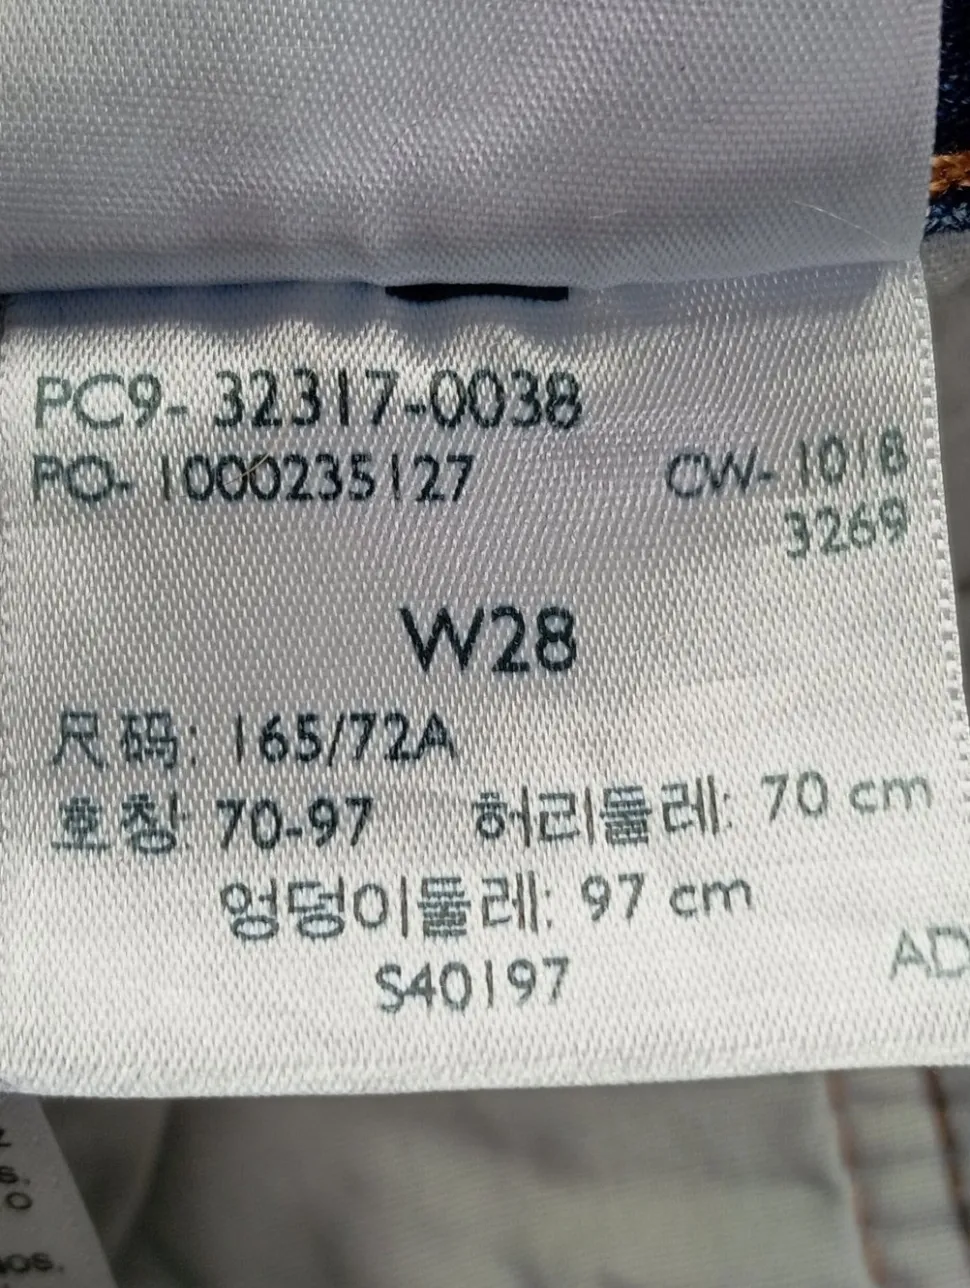 PC9- 32317-0038
PO- 1000235127 CW- 1018
3269
W28
尺码: 165/72A
호칭: 70-97 허리둘레: 70 cm
엉덩이둘레: 97 cm
S40197
AD